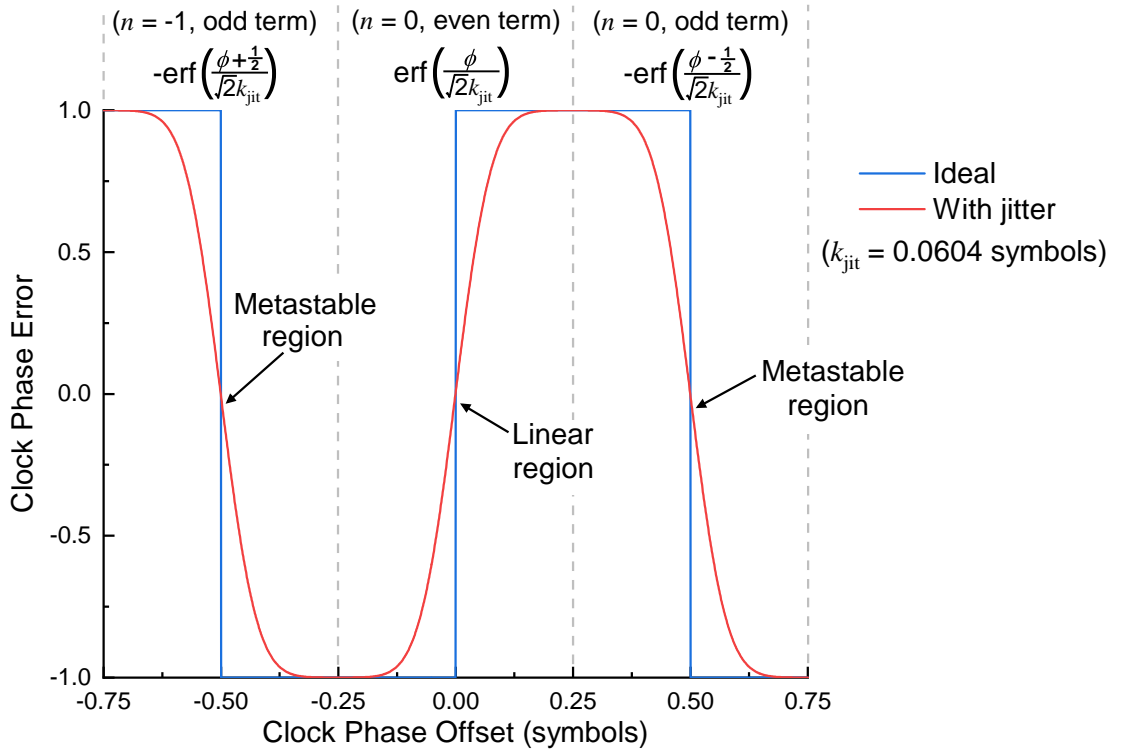 (n = -1, odd term) (n = 0, even term) (n = 0, odd term)
-erf(ϕ+1/2 / √2k_jit) erf(ϕ / √2k_jit) -erf(ϕ-1/2 / √2k_jit)
1.0
0.5
0.0
-0.5
-1.0
Clock Phase Error
Metastable
region
Linear
region
Metastable
region
-0.75 -0.50 -0.25 0.00 0.25 0.50 0.75
Clock Phase Offset (symbols)
Ideal
With jitter
(k_jit = 0.0604 symbols)